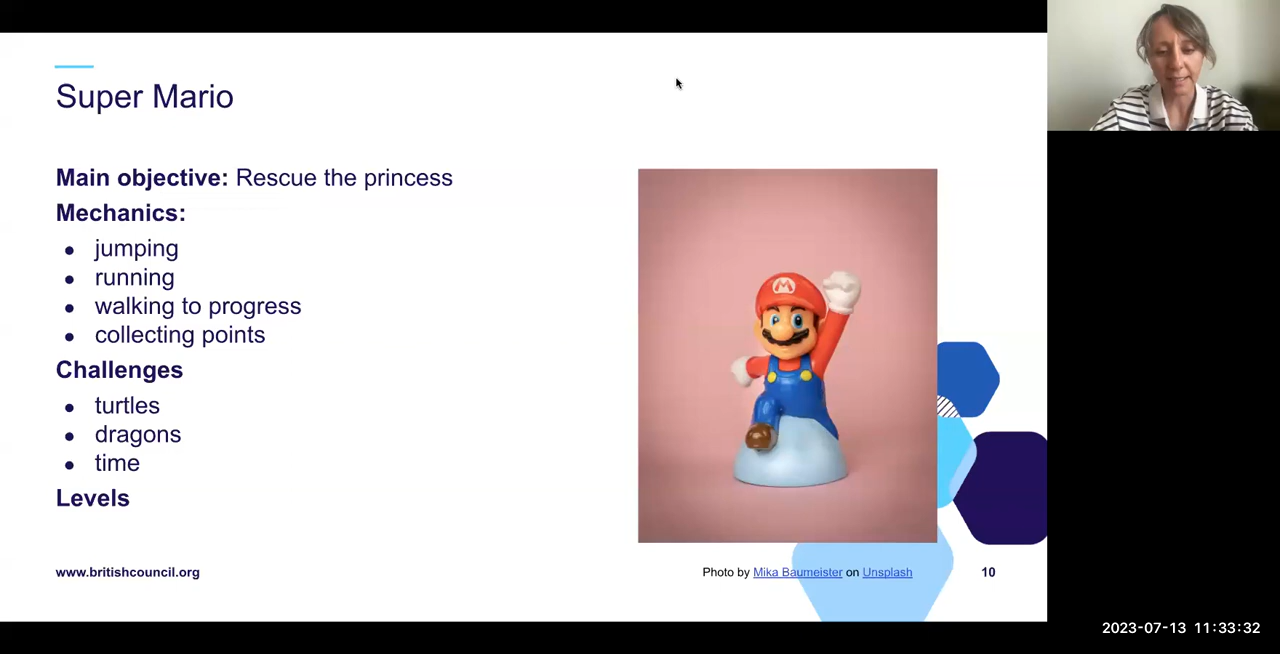 Super Mario
Main objective: Rescue the princess
Mechanics:
● jumping
● running
● walking to progress
● collecting points
Challenges
● turtles
● dragons
● time
Levels
M
www.britishcouncil.org
Photo by Mika Baumeister on Unsplash
10
2023-07-13 11:33:32